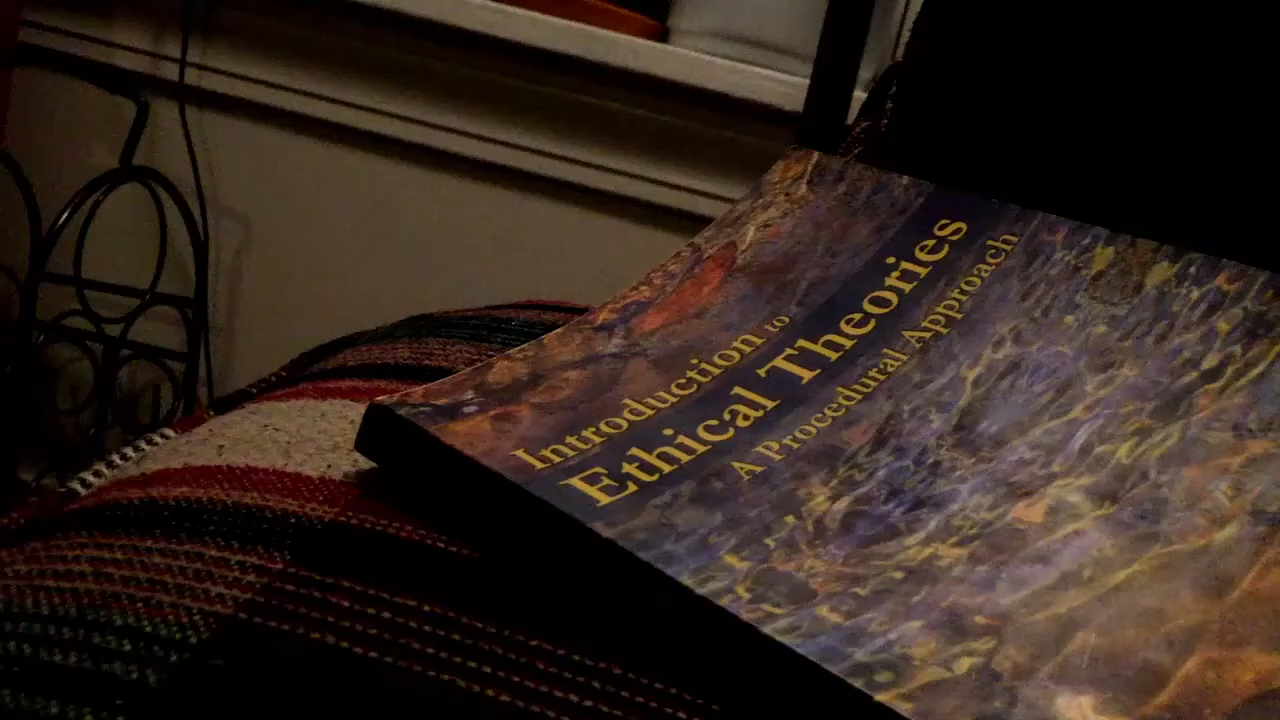 Introduction to
Ethical Theories
A Procedural Approach